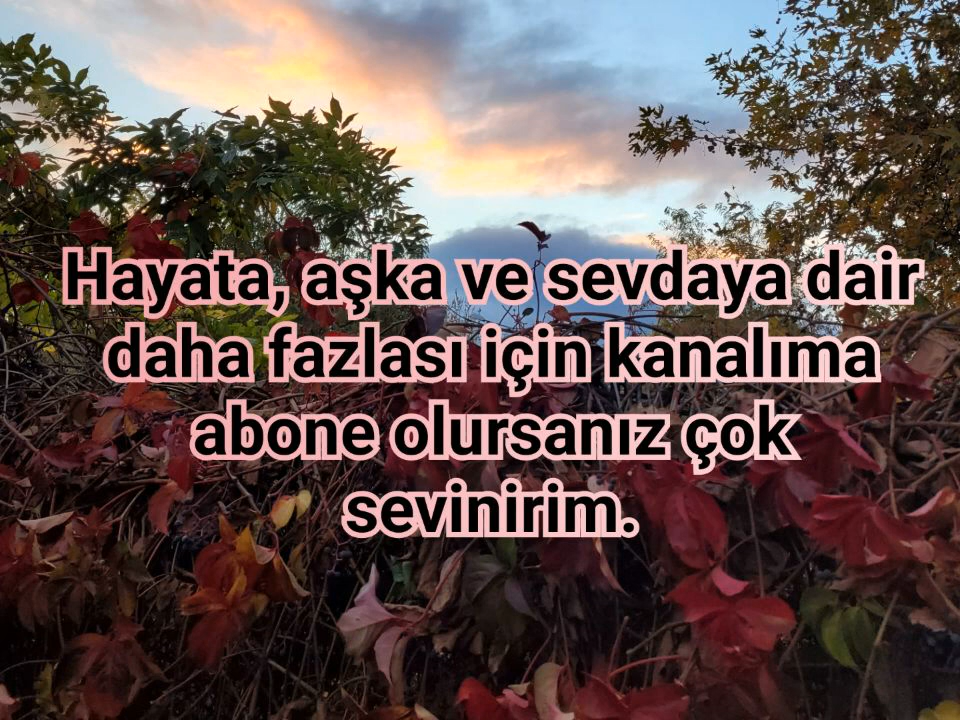 Hayata, aşka ve sevdaya dair
daha fazlası için kanalıma
abone olursanız çok
sevinirim.